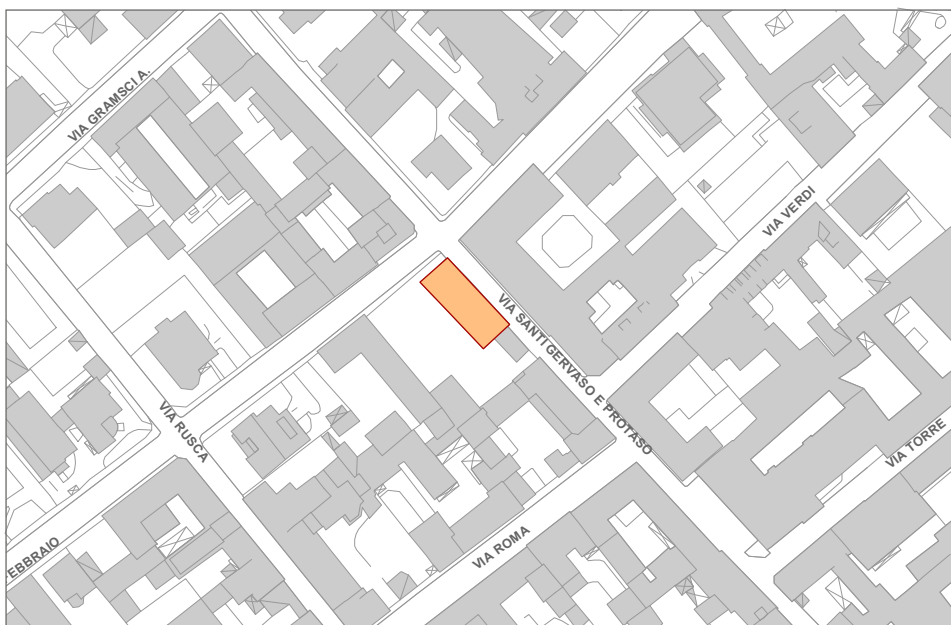 VIA GRAMSCI A.
VIA VERDI
VIA SANTI GERVASO E PROTASO
VIA RUSCA
VIA TORRE
VIA ROMA
EBBRAIO